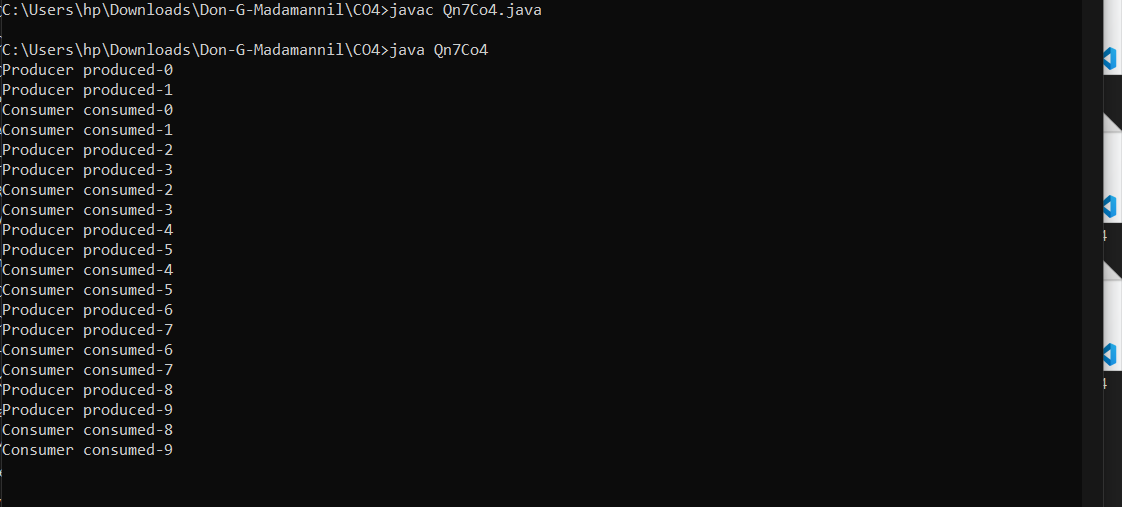 C:\Users\hp\Downloads\Don-G-Madamannil\CO4>javac Qn7Co4.java
C:\Users\hp\Downloads\Don-G-Madamannil\CO4>java Qn7Co4
Producer produced-0
Producer produced-1
Consumer consumed-0
Consumer consumed-1
Producer produced-2
Producer produced-3
Consumer consumed-2
Consumer consumed-3
Producer produced-4
Producer produced-5
Consumer consumed-4
Consumer consumed-5
Producer produced-6
Producer produced-7
Consumer consumed-6
Consumer consumed-7
Producer produced-8
Producer produced-9
Consumer consumed-8
Consumer consumed-9
4
4